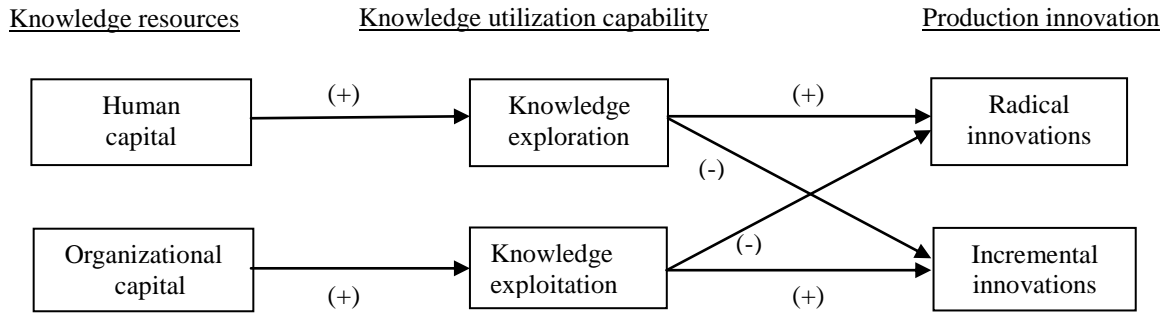 Knowledge resources
Knowledge utilization capability
Production innovation
Human
capital
(+)
Knowledge
exploration
(+)
Radical
innovations
(-)
Organizational
capital
(+)
Knowledge
exploitation
(-)
(+)
Incremental
innovations